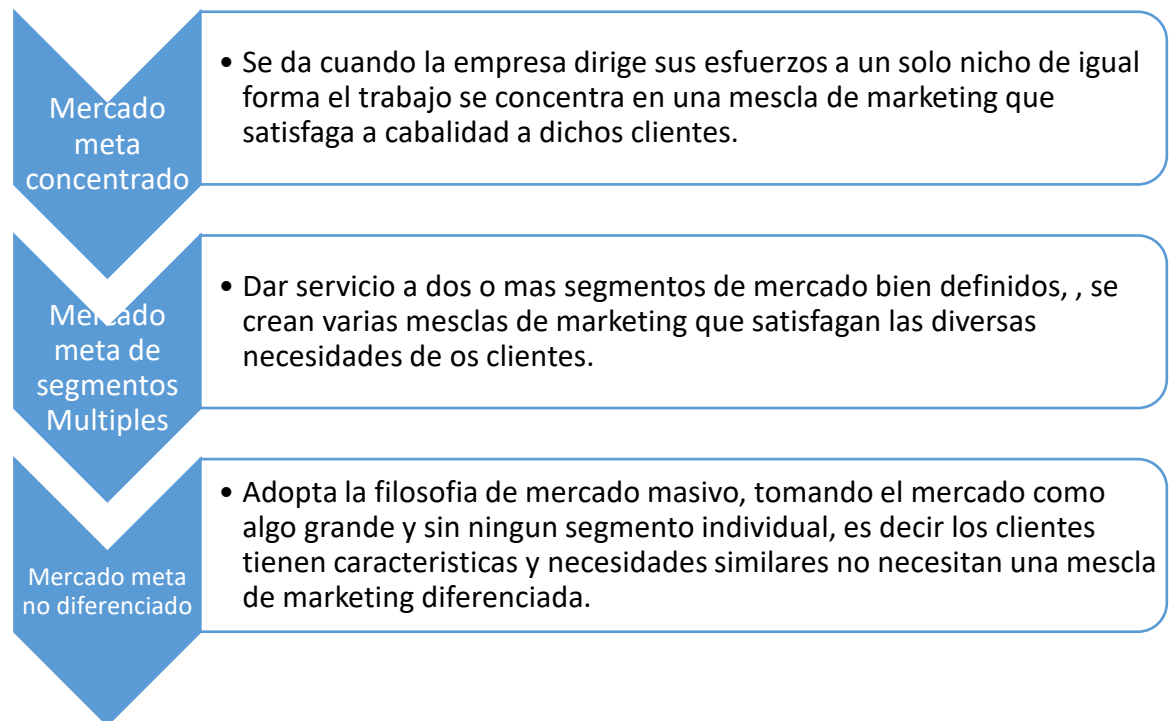 Mercado
meta
concentrado
• Se da cuando la empresa dirige sus esfuerzos a un solo nicho de igual
forma el trabajo se concentra en una mescla de marketing que
satisfaga a cabalidad a dichos clientes.
Mercado
meta de
segmentos
Multiples
• Dar servicio a dos o mas segmentos de mercado bien definidos, , se
crean varias mesclas de marketing que satisfagan las diversas
necesidades de os clientes.
Mercado meta
no diferenciado
• Adopta la filosofia de mercado masivo, tomando el mercado como
algo grande y sin ningun segmento individual, es decir los clientes
tienen caracteristicas y necesidades similares no necesitan una mescla
de marketing diferenciada.